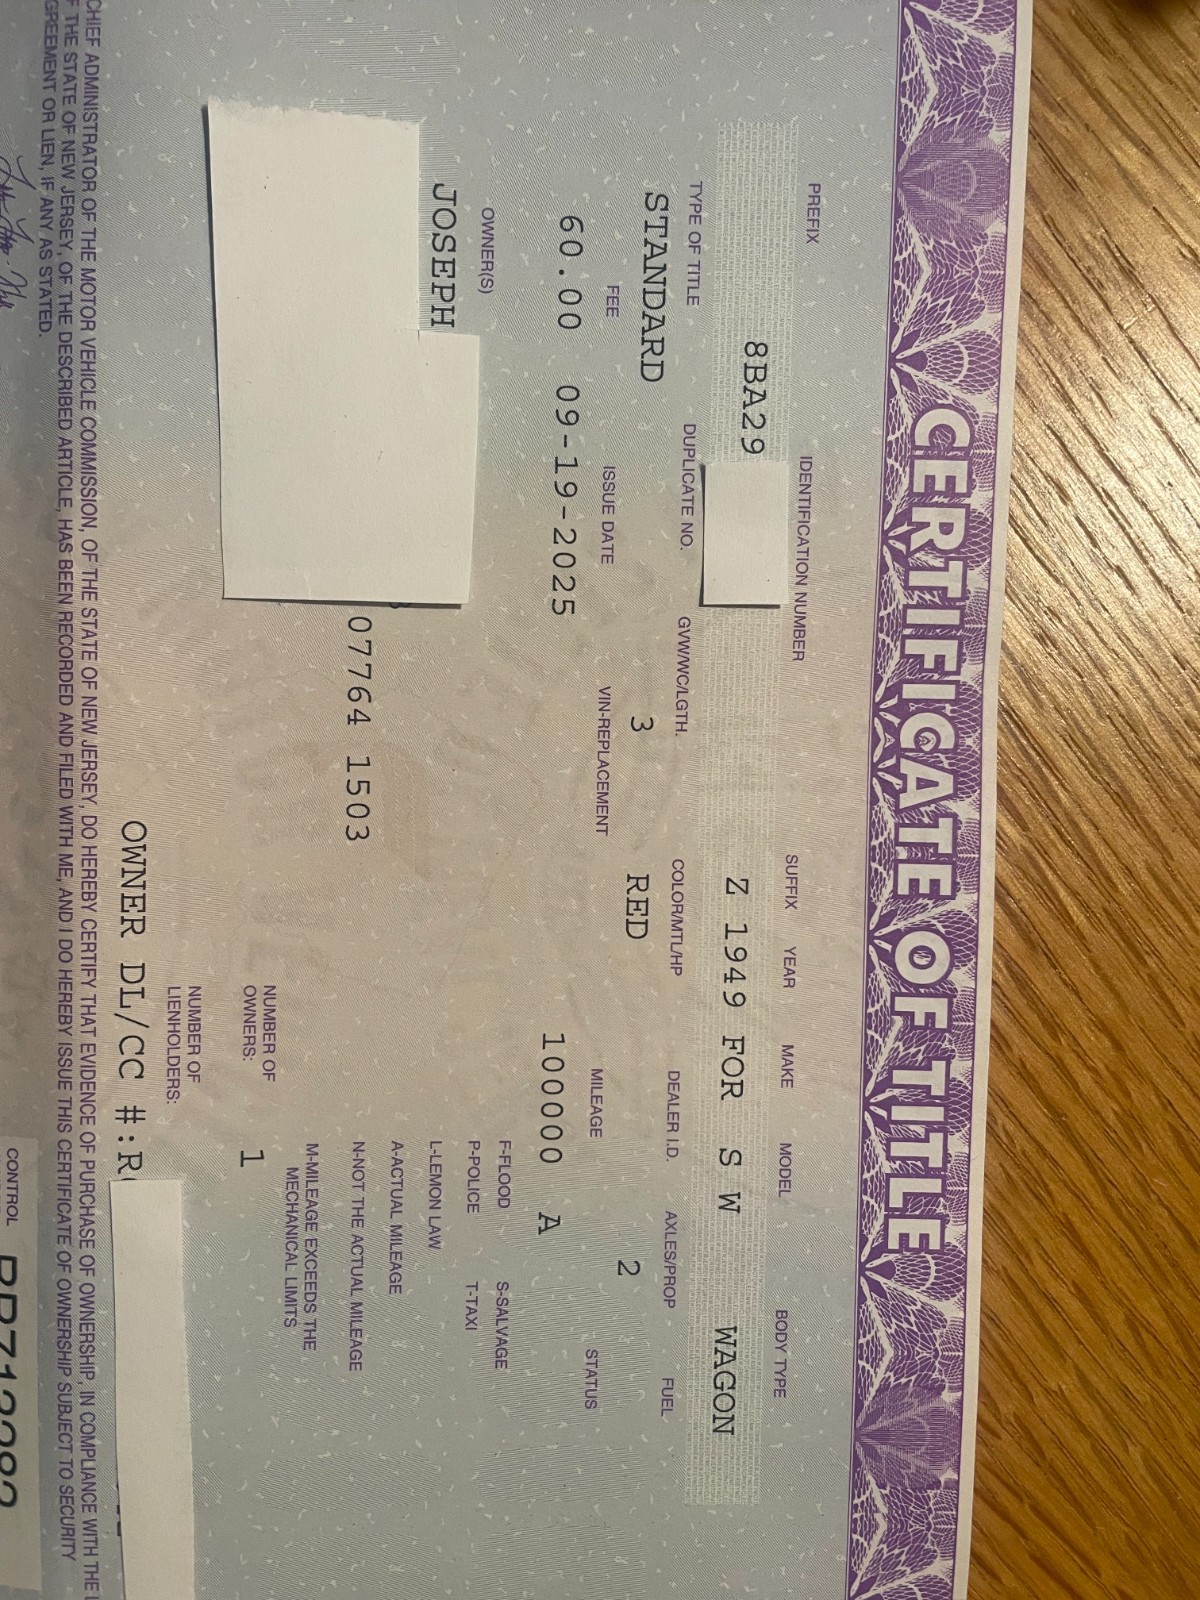 CERTIFICATE OF TITLE
PREFIX IDENTIFICATION NUMBER SUFFIX YEAR MAKE MODEL BODY TYPE
8BA29 Z 1949 FOR S W WAGON
TYPE OF TITLE DUPLICATE NO. GVW/WC/LGTH. COLOR/MTL/HP DEALER I.D. AXLES/PROP FUEL
STANDARD 3 RED 2
FEE ISSUE DATE VIN-REPLACEMENT MILEAGE STATUS
60.00 09-19-2025 100000 A
OWNER(S)
JOSEPH
07764 1503
F-FLOOD S-SALVAGE
P-POLICE T-TAXI
L-LEMON LAW
A-ACTUAL MILEAGE
N-NOT THE ACTUAL MILEAGE
M-MILEAGE EXCEEDS THE
MECHANICAL LIMITS
NUMBER OF
OWNERS: 1
NUMBER OF
LIENHOLDERS:
OWNER DL/CC #:R
CHIEF ADMINISTRATOR OF THE MOTOR VEHICLE COMMISSION, OF THE STATE OF NEW JERSEY, DO HEREBY CERTIFY THAT EVIDENCE OF PURCHASE OF OWNERSHIP, IN COMPLIANCE WITH THE
F THE STATE OF NEW JERSEY, OF THE DESCRIBED ARTICLE, HAS BEEN RECORDED AND FILED WITH ME, AND I DO HEREBY ISSUE THIS CERTIFICATE OF OWNERSHIP SUBJECT TO SECURITY
GREEMENT OR LIEN, IF ANY AS STATED.
CONTROL